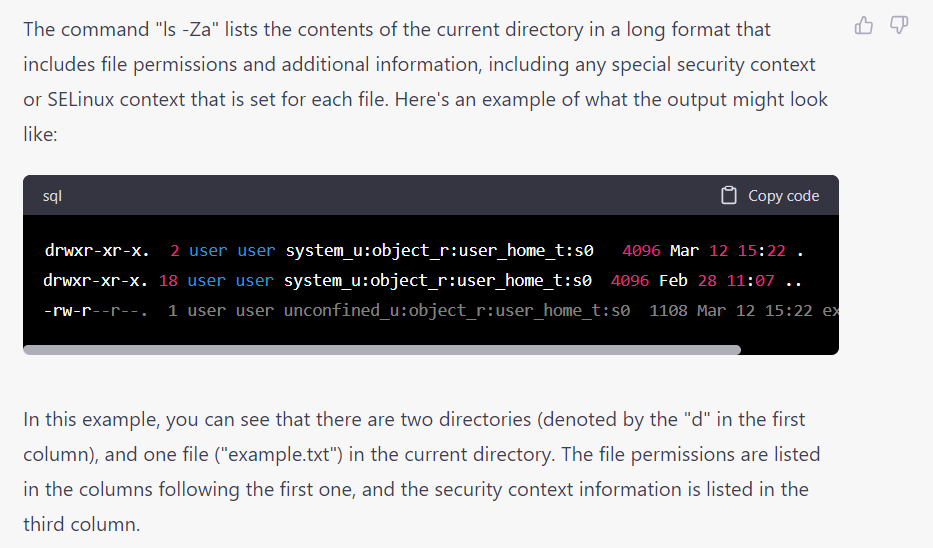 The command "ls -Za" lists the contents of the current directory in a long format that
includes file permissions and additional information, including any special security context
or SELinux context that is set for each file. Here's an example of what the output might look
like:
sql
Copy code
drwxr-xr-x.  2 user user system_u:object_r:user_home_t:s0   4096 Mar 12 15:22 .
drwxr-xr-x. 18 user user system_u:object_r:user_home_t:s0  4096 Feb 28 11:07 ..
-rw-r--r--.  1 user user unconfined_u:object_r:user_home_t:s0  1108 Mar 12 15:22 ex
In this example, you can see that there are two directories (denoted by the "d" in the first
column), and one file ("example.txt") in the current directory. The file permissions are listed
in the columns following the first one, and the security context information is listed in the
third column.